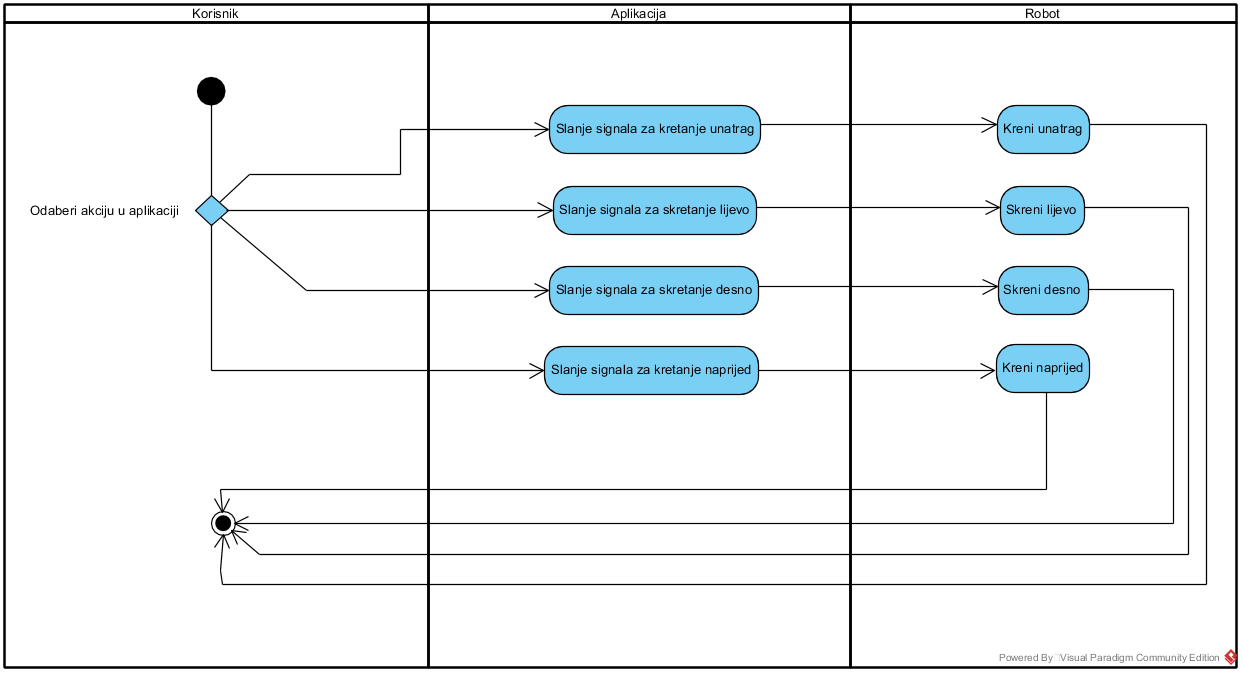 Korisnik
Aplikacija
Robot
Slanje signala za kretanje unatrag
Kreni unatrag
Odaberi akciju u aplikaciji
Slanje signala za skretanje lijevo
Skreni lijevo
Slanje signala za skretanje desno
Skreni desno
Slanje signala za kretanje naprijed
Kreni naprijed
Powered By Visual Paradigm Community Edition